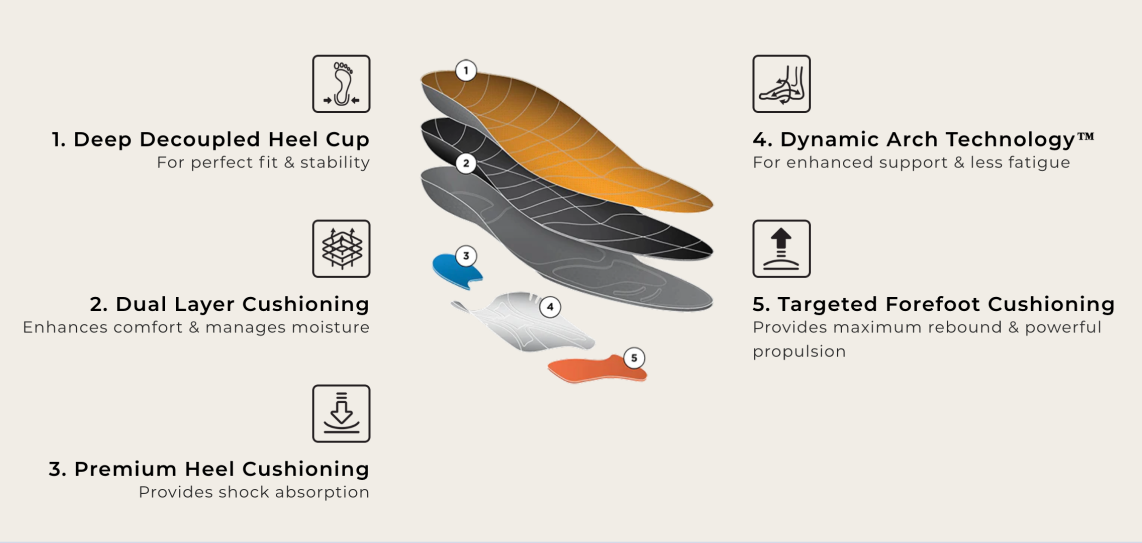 1. Deep Decoupled Heel Cup
For perfect fit & stability
2. Dual Layer Cushioning
Enhances comfort & manages moisture
3. Premium Heel Cushioning
Provides shock absorption
1
2
3
4
5
4. Dynamic Arch Technology™
For enhanced support & less fatigue
5. Targeted Forefoot Cushioning
Provides maximum rebound & powerful
propulsion